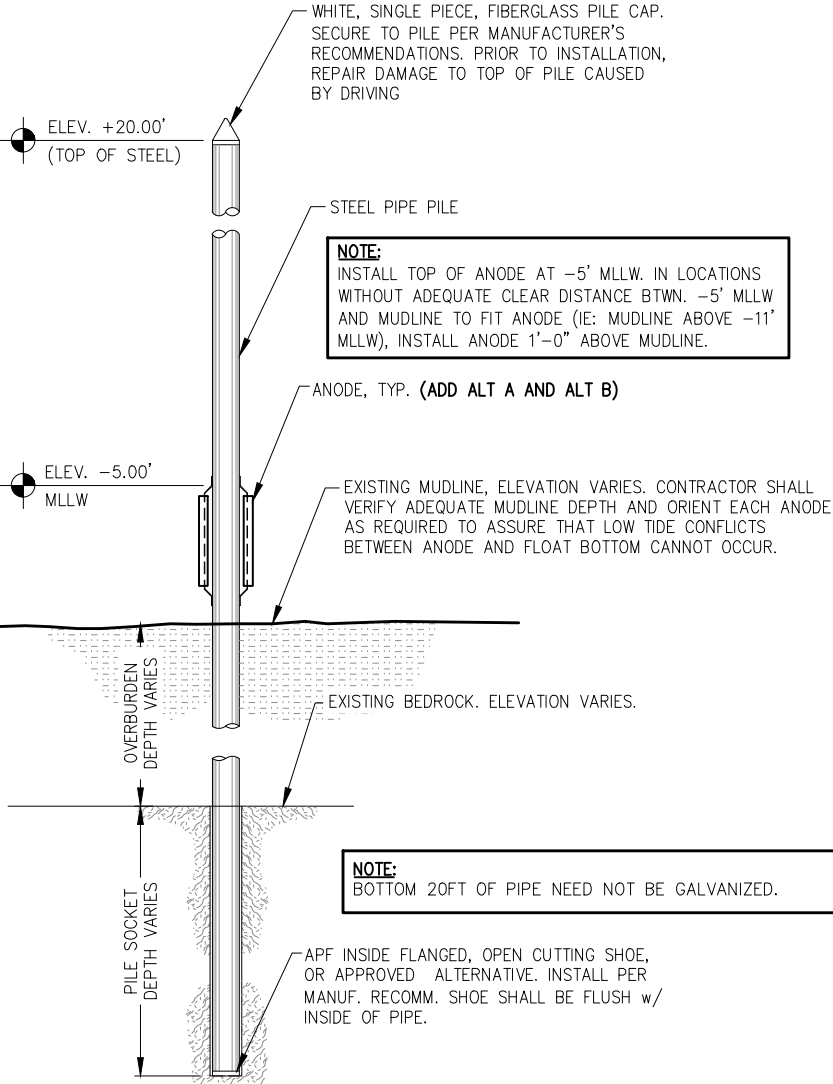 WHITE, SINGLE PIECE, FIBERGLASS PILE CAP.
SECURE TO PILE PER MANUFACTURER'S
RECOMMENDATIONS. PRIOR TO INSTALLATION,
REPAIR DAMAGE TO TOP OF PILE CAUSED
BY DRIVING
ELEV. +20.00'
(TOP OF STEEL)
STEEL PIPE PILE
NOTE:
INSTALL TOP OF ANODE AT -5' MLLW. IN LOCATIONS
WITHOUT ADEQUATE CLEAR DISTANCE BTWN. -5' MLLW
AND MUDLINE TO FIT ANODE (IE: MUDLINE ABOVE -11'
MLLW), INSTALL ANODE 1'-0" ABOVE MUDLINE.
ANODE, TYP. (ADD ALT A AND ALT B)
ELEV. -5.00'
MLLW
EXISTING MUDLINE, ELEVATION VARIES. CONTRACTOR SHALL
VERIFY ADEQUATE MUDLINE DEPTH AND ORIENT EACH ANODE
AS REQUIRED TO ASSURE THAT LOW TIDE CONFLICTS
BETWEEN ANODE AND FLOAT BOTTOM CANNOT OCCUR.
OVERBURDEN
DEPTH VARIES
EXISTING BEDROCK. ELEVATION VARIES.
NOTE:
BOTTOM 20FT OF PIPE NEED NOT BE GALVANIZED.
PILE SOCKET
DEPTH VARIES
APF INSIDE FLANGED, OPEN CUTTING SHOE,
OR APPROVED ALTERNATIVE. INSTALL PER
MANUF. RECOMM. SHOE SHALL BE FLUSH w/
INSIDE OF PIPE.